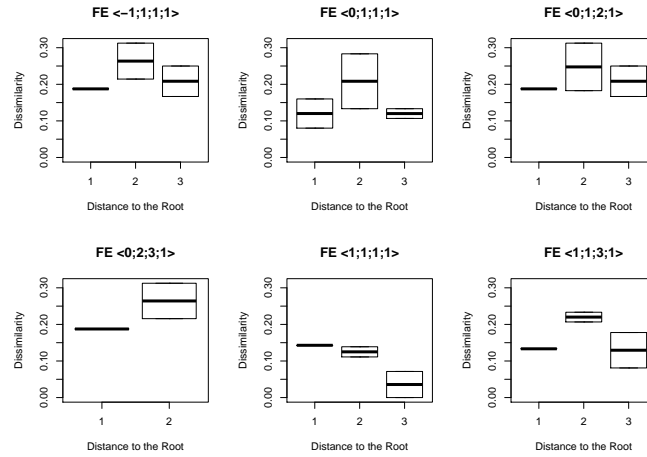 FE <−1;1;1;1>
Dissimilarity
0.00 0.10 0.20 0.30
1 2 3
Distance to the Root
FE <0;1;1;1>
Dissimilarity
0.00 0.10 0.20 0.30
1 2 3
Distance to the Root
FE <0;1;2;1>
Dissimilarity
0.00 0.10 0.20 0.30
1 2 3
Distance to the Root
FE <0;2;3;1>
Dissimilarity
0.00 0.10 0.20 0.30
1 2
Distance to the Root
FE <1;1;1;1>
Dissimilarity
0.00 0.10 0.20 0.30
1 2 3
Distance to the Root
FE <1;1;3;1>
Dissimilarity
0.00 0.10 0.20 0.30
1 2 3
Distance to the Root